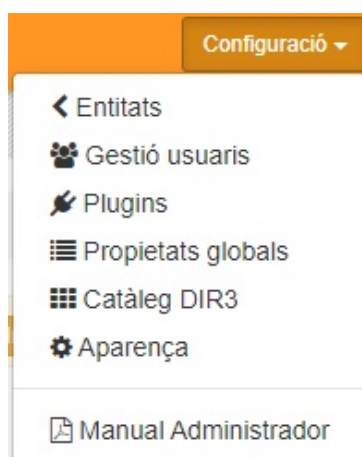 Configuració
Entitats
Gestió usuaris
Plugins
Propietats globals
Catàleg DIR3
Aparença
Manual Administrador